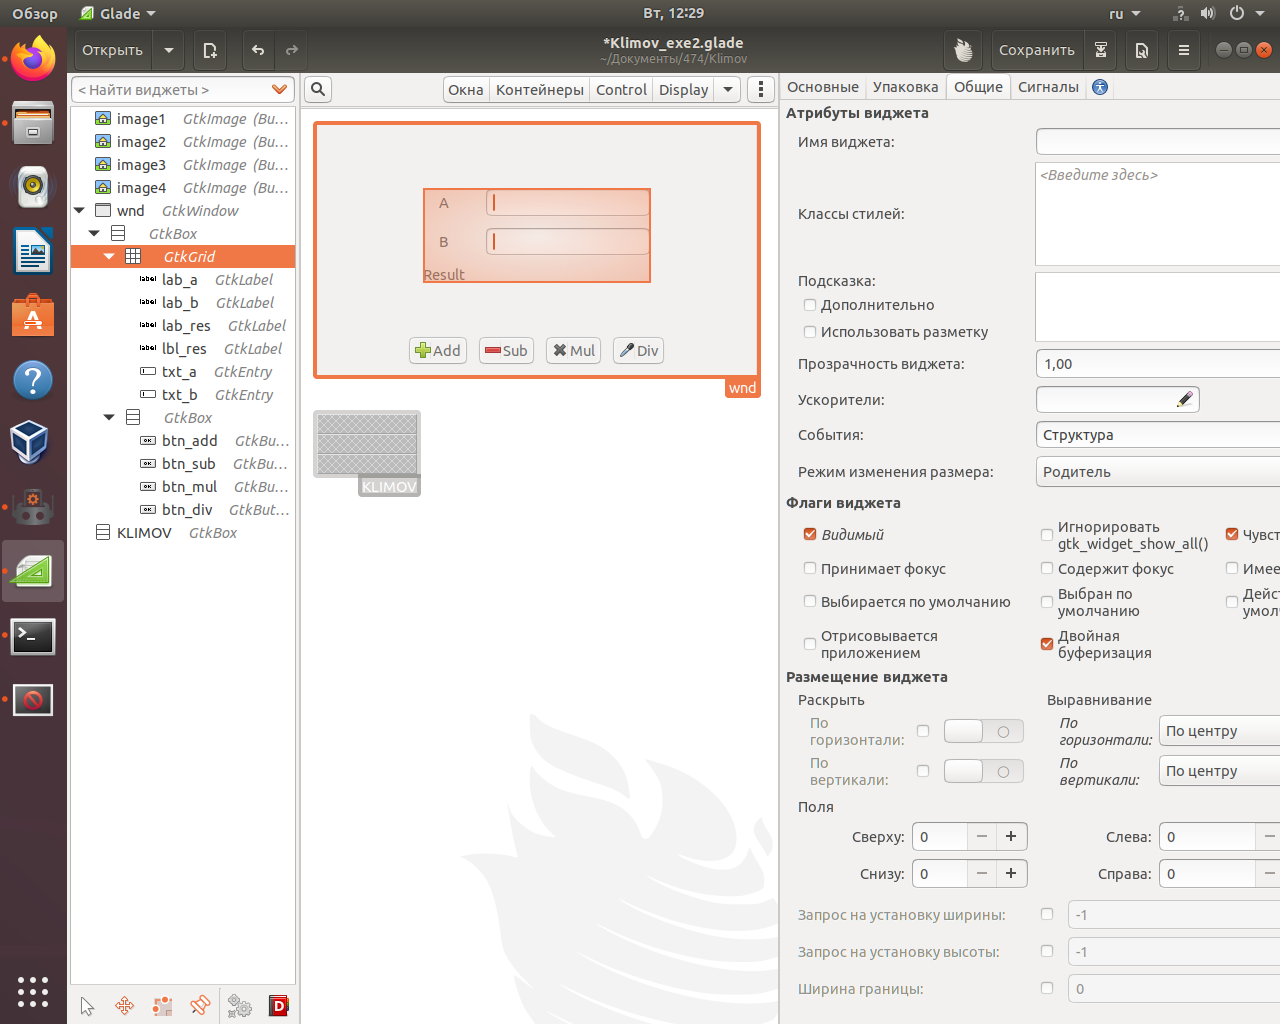 Обзор Glade Вт, 12:29 ru
Открыть *Klimov_exe2.glade Сохранить
~/Документы/474/Klimov
< Найти виджеты > Окна Контейнеры Control Display Основные Упаковка Общие Сигналы
image1 GtkImage (Bu…
image2 GtkImage (Bu…
image3 GtkImage (Bu…
image4 GtkImage (Bu…
wnd GtkWindow
GtkBox
GtkGrid
lab_a GtkLabel
lab_b GtkLabel
lab_res GtkLabel
lbl_res GtkLabel
txt_a GtkEntry
txt_b GtkEntry
GtkBox
btn_add GtkBu…
btn_sub GtkBu…
btn_mul GtkBu…
btn_div GtkBut…
KLIMOV GtkBox
A
B
Result
Add Sub Mul Div
wnd
KLIMOV
Атрибуты виджета
Имя виджета:
<Введите здесь>
Классы стилей:
Подсказка:
Дополнительно
Использовать разметку
Прозрачность виджета: 1,00
Ускорители:
События: Структура
Режим изменения размера: Родитель
Флаги виджета
Видимый Игнорировать gtk_widget_show_all() Чувст
Принимает фокус Содержит фокус Имее
Выбирается по умолчанию Выбран по умолчанию Дейс умолч
Отрисовывается приложением Двойная буферизация
Размещение виджета
Раскрыть Выравнивание
По горизонтали: По горизонтали: По центру
По вертикали: По вертикали: По центру
Поля
Сверху: 0 Слева: 0
Снизу: 0 Справа: 0
Запрос на установку ширины: -1
Запрос на установку высоты: -1
Ширина границы: 0